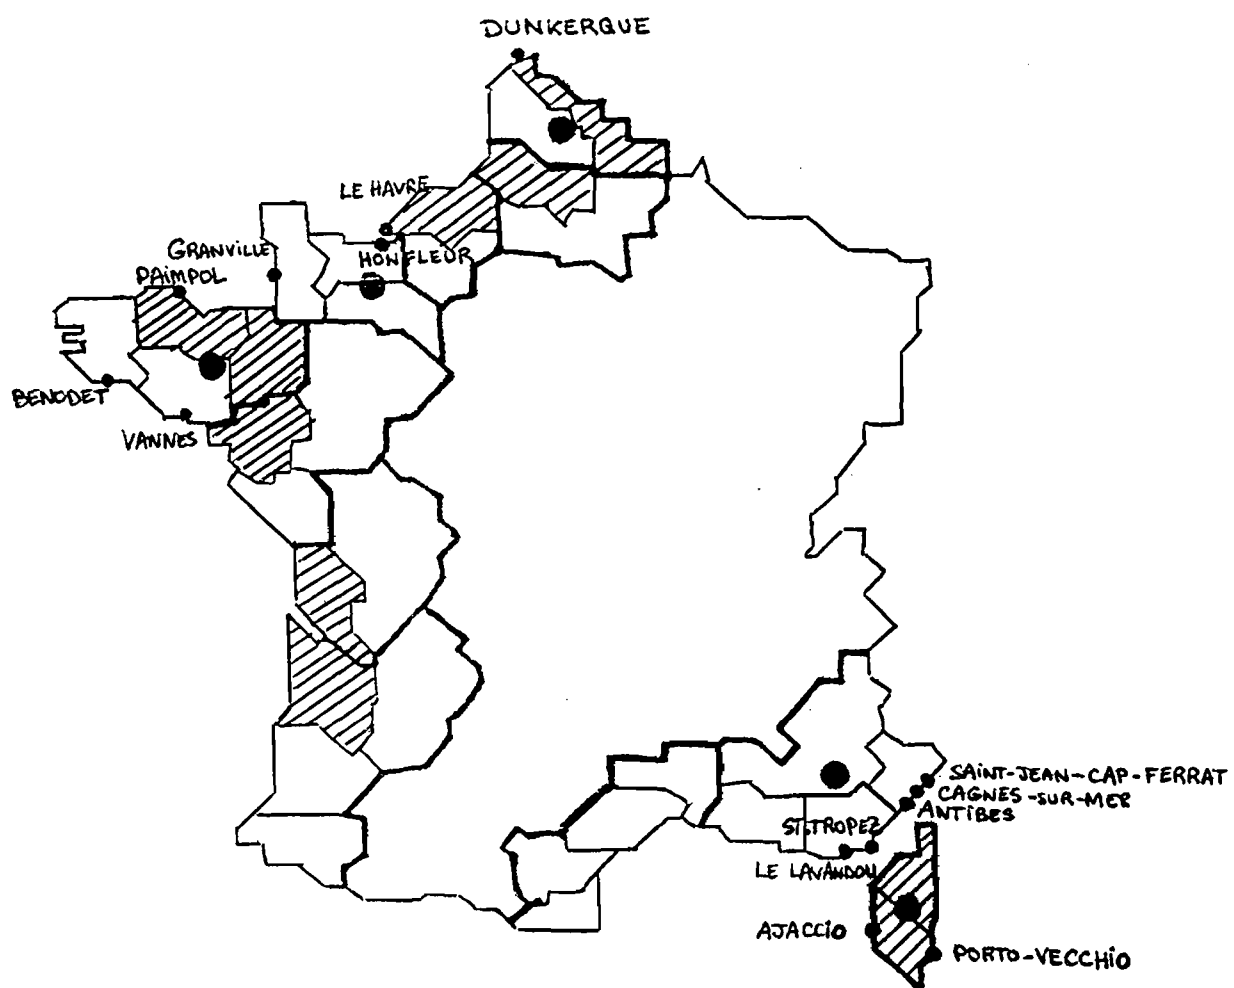 DUNKERQUE
LE HAVRE
GRANVILLE
HONFLEUR
PAiMPOL
BENODET
VANNES
SAiNT-JEAN-CAP-FERRAT
CAGNES-SUR-MER
ANTiBES
ST.TROPEZ
LE LAVANDOU
AJACCiO
PORTO-VECCHiO